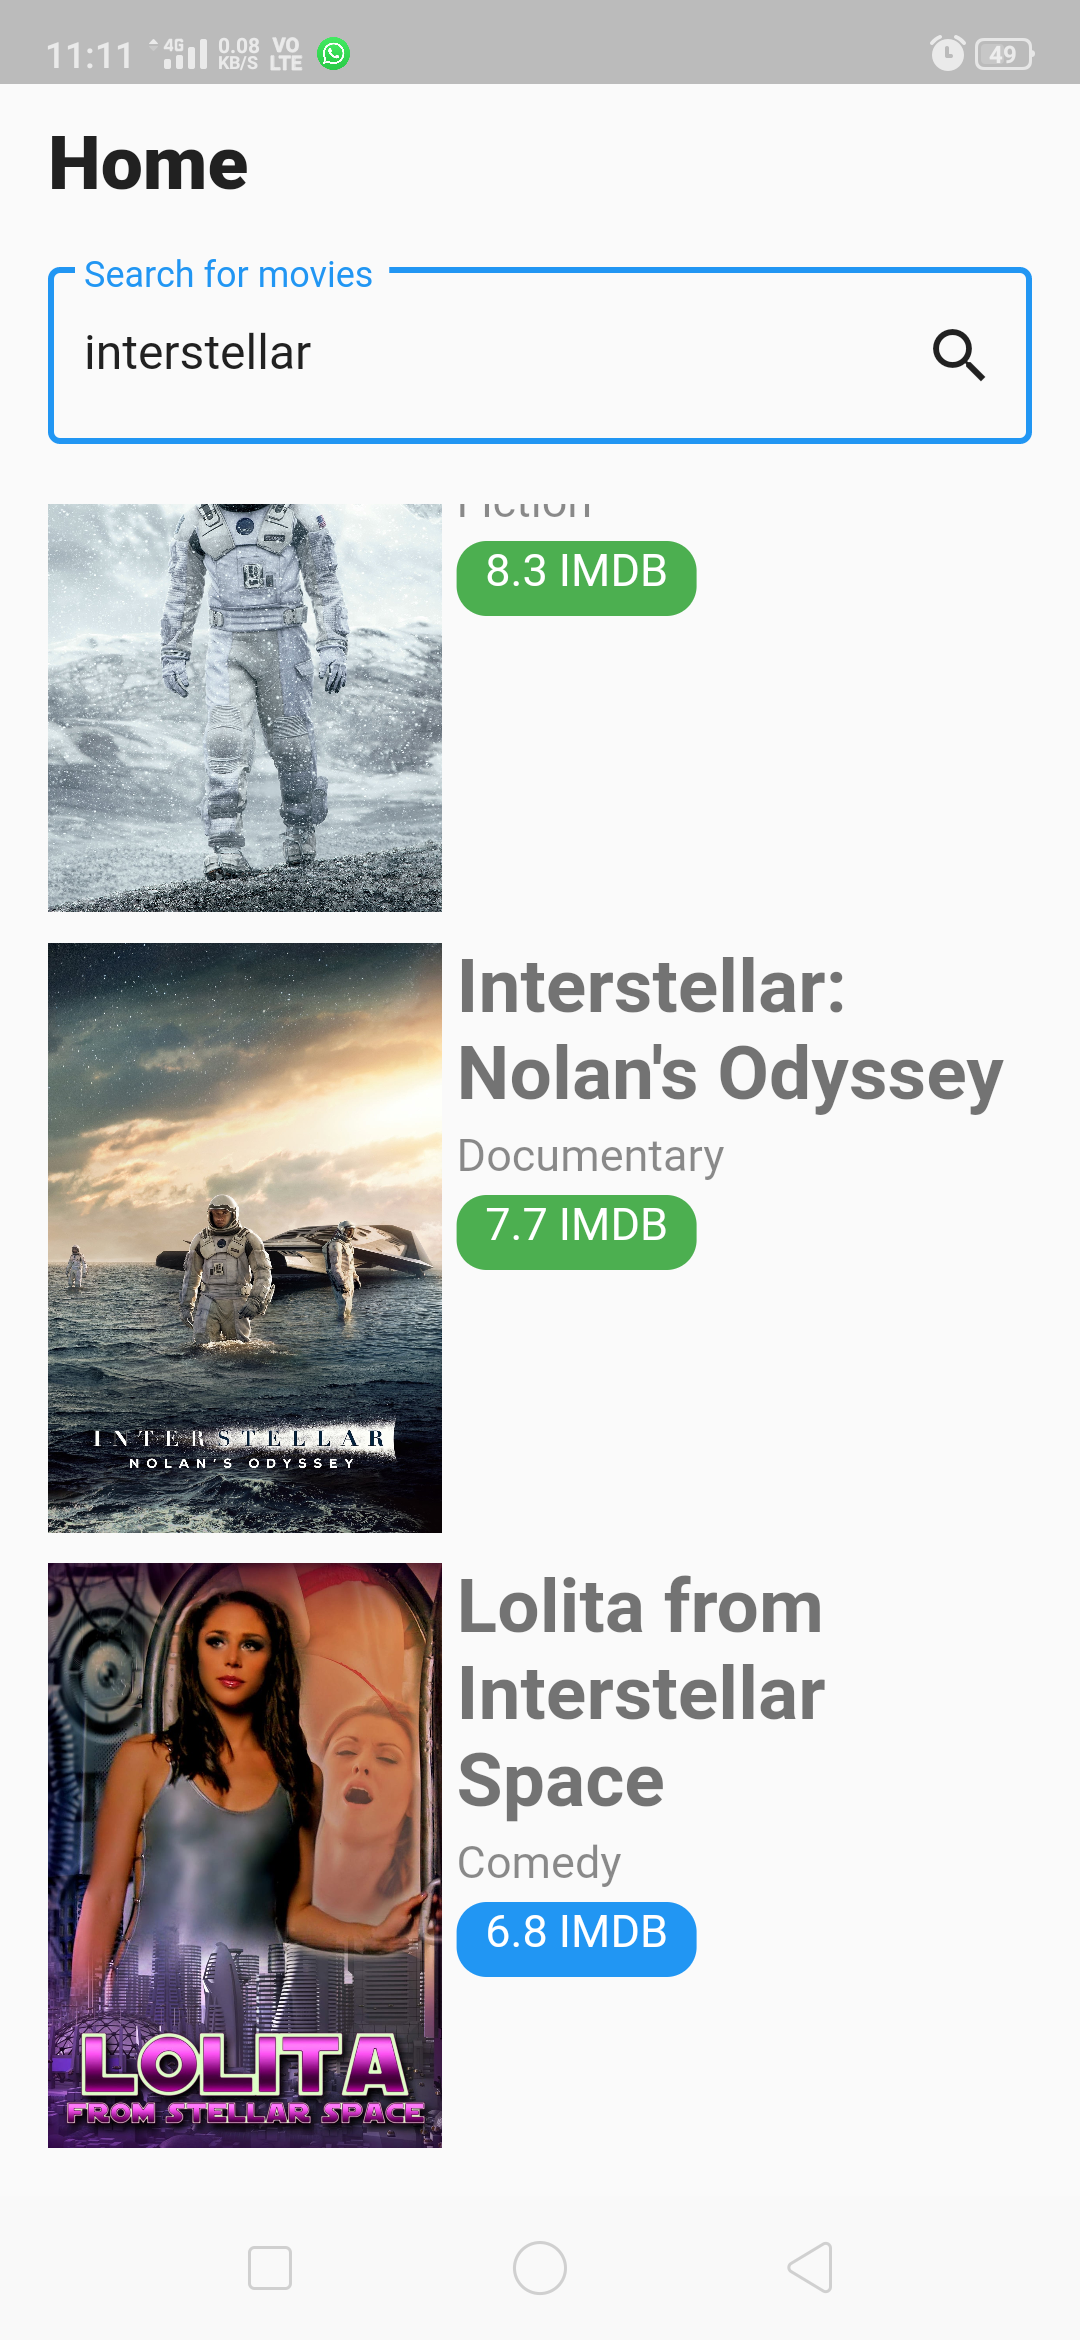 11:11 4G 0.08 KB/S VO LTE 49
Home
Search for movies
interstellar
Fiction
8.3 IMDB
Interstellar:
Nolan's Odyssey
Documentary
7.7 IMDB
INTERSTELLAR
NOLAN'S ODYSSEY
Lolita from
Interstellar
Space
Comedy
6.8 IMDB
LOLITA
FROM STELLAR SPACE